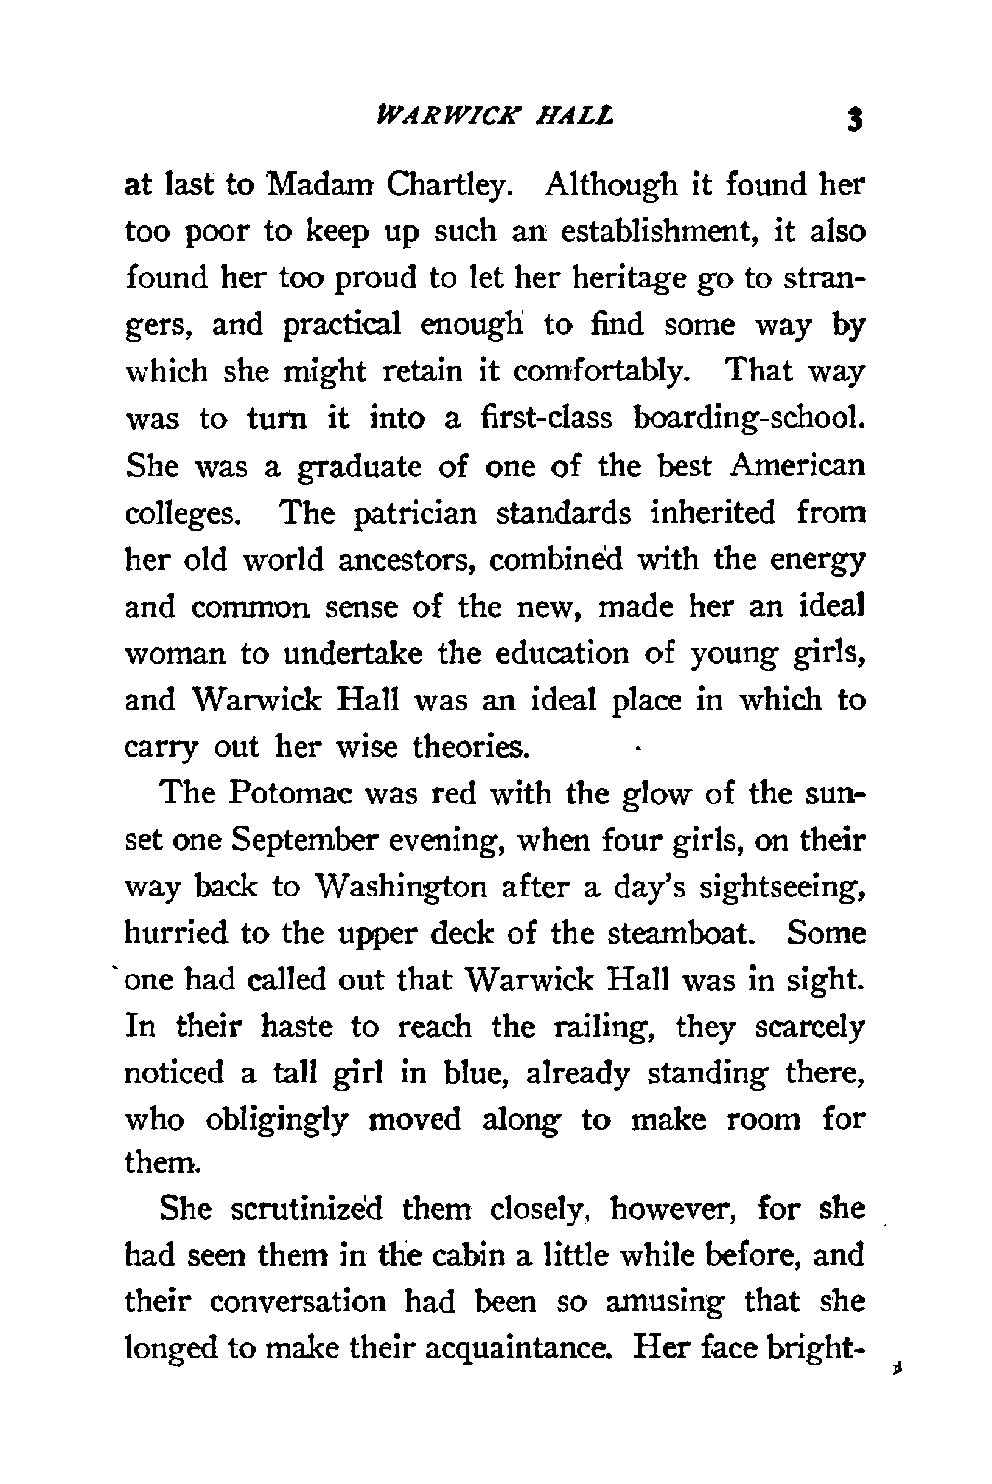 WARWICK HALL 3
at last to Madam Chartley. Although it found her
too poor to keep up such an establishment, it also
found her too proud to let her heritage go to stran-
gers, and practical enough to find some way by
which she might retain it comfortably. That way
was to turn it into a first-class boarding-school.
She was a graduate of one of the best American
colleges. The patrician standards inherited from
her old world ancestors, combined with the energy
and common sense of the new, made her an ideal
woman to undertake the education of young girls,
and Warwick Hall was an ideal place in which to
carry out her wise theories.
The Potomac was red with the glow of the sun-
set one September evening, when four girls, on their
way back to Washington after a day's sightseeing,
hurried to the upper deck of the steamboat. Some
one had called out that Warwick Hall was in sight.
In their haste to reach the railing, they scarcely
noticed a tall girl in blue, already standing there,
who obligingly moved along to make room for
them.
She scrutinized them closely, however, for she
had seen them in the cabin a little while before, and
their conversation had been so amusing that she
longed to make their acquaintance. Her face bright-